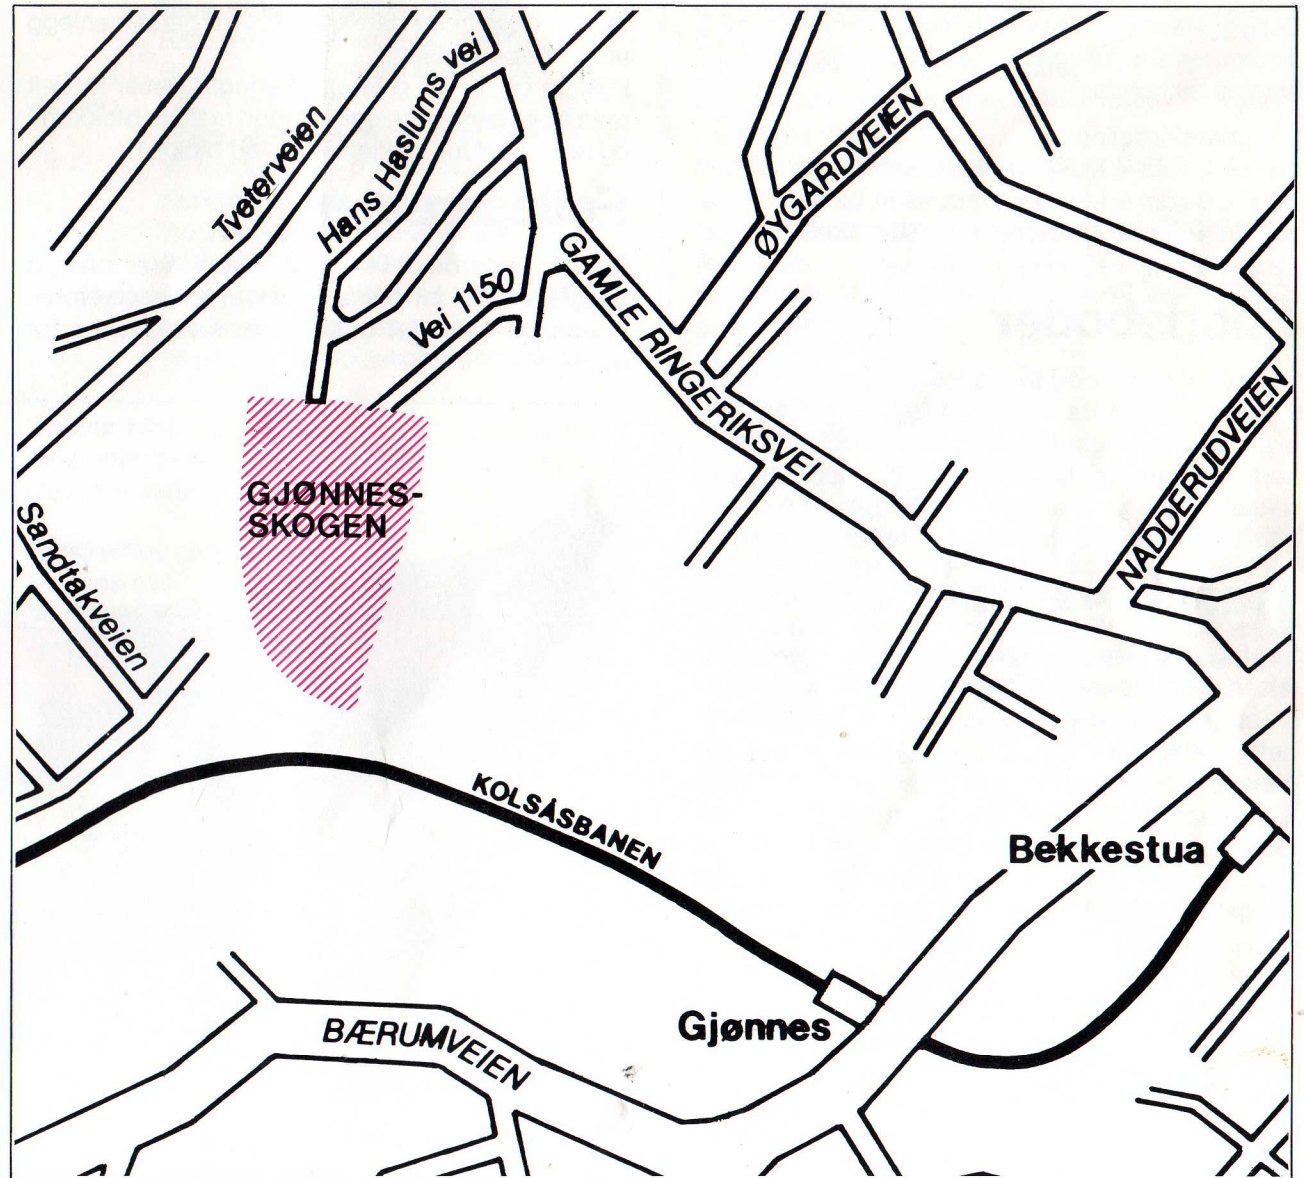 Tveterveien
Hans Haslums vei
Vei 1150
GAMLE RINGERIKSVEI
ØYGARDVEIEN
NADDERUDVEIEN
GJØNNES-
SKOGEN
Sandtakveien
KOLSÅSBANEN
Bekkestua
Gjønnes
BÆRUMVEIEN